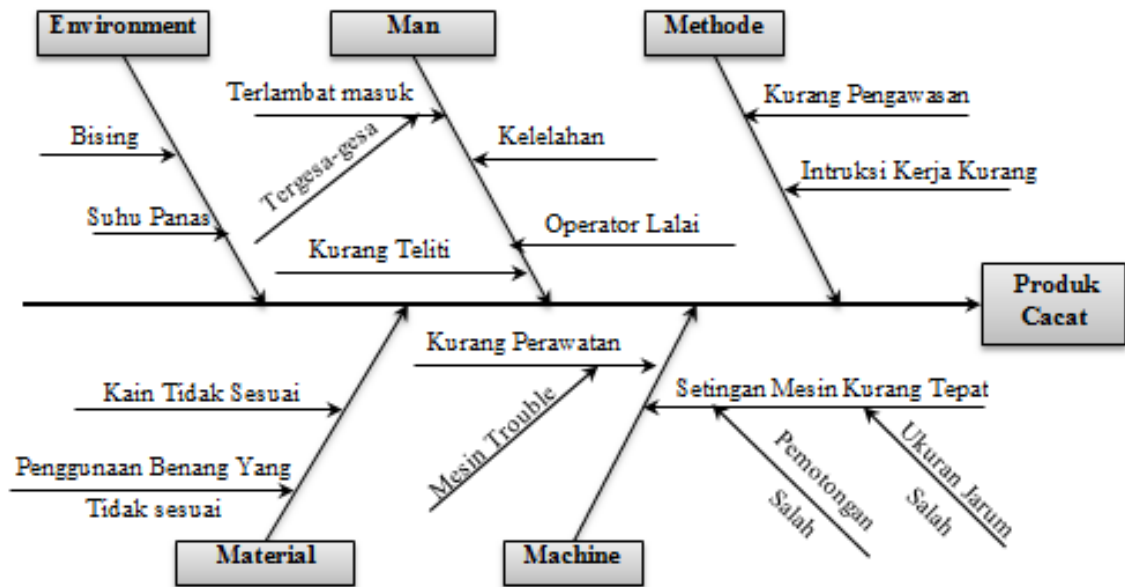 Environment
Man
Methode
Terlambat masuk
Kurang Pengawasan
Bising
Tergesa-gesa
Kelelahan
Intruksi Kerja Kurang
Suhu Panas
Operator Lalai
Kurang Teliti
Produk
Cacat
Kurang Perawatan
Kain Tidak Sesuai
Setingan Mesin Kurang Tepat
Mesin Trouble
Pemotongan
Salah
Ukuran Jarum
Salah
Penggunaan Benang Yang
Tidak sesuai
Material
Machine